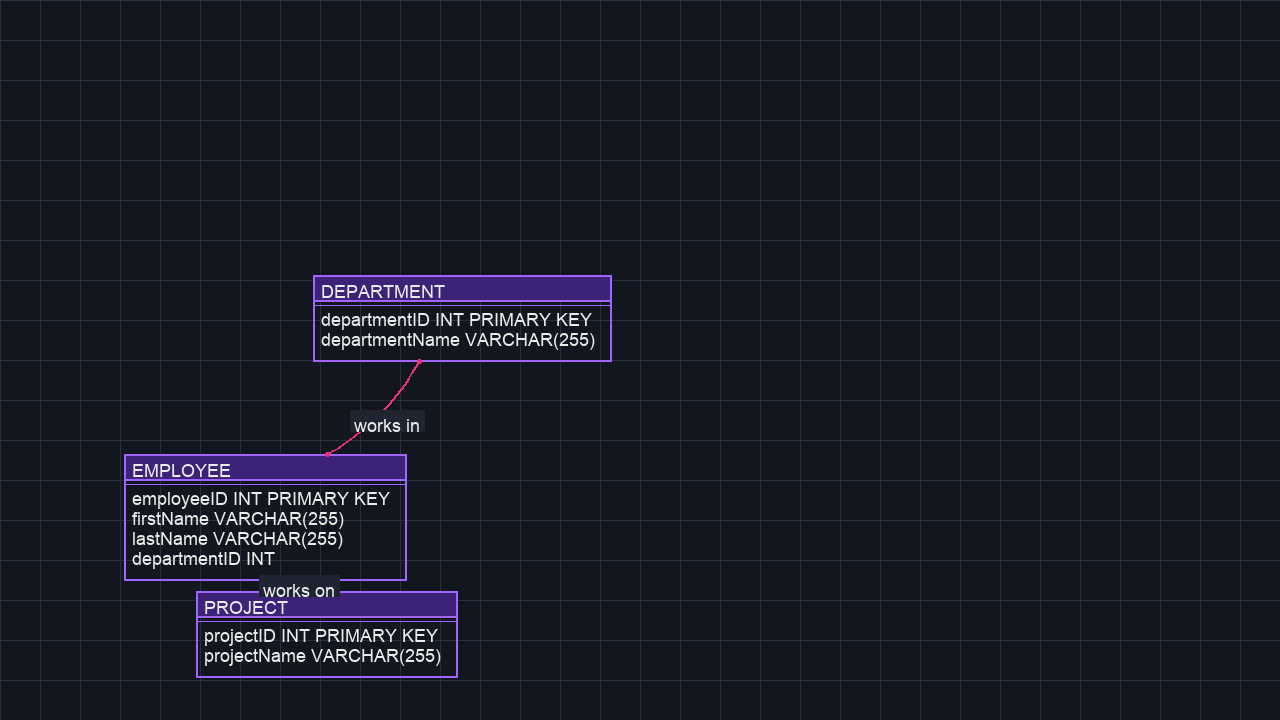 DEPARTMENT
departmentID INT PRIMARY KEY
departmentName VARCHAR(255)
works in
EMPLOYEE
employeeID INT PRIMARY KEY
firstName VARCHAR(255)
lastName VARCHAR(255)
departmentID INT
works on
PROJECT
projectID INT PRIMARY KEY
projectName VARCHAR(255)